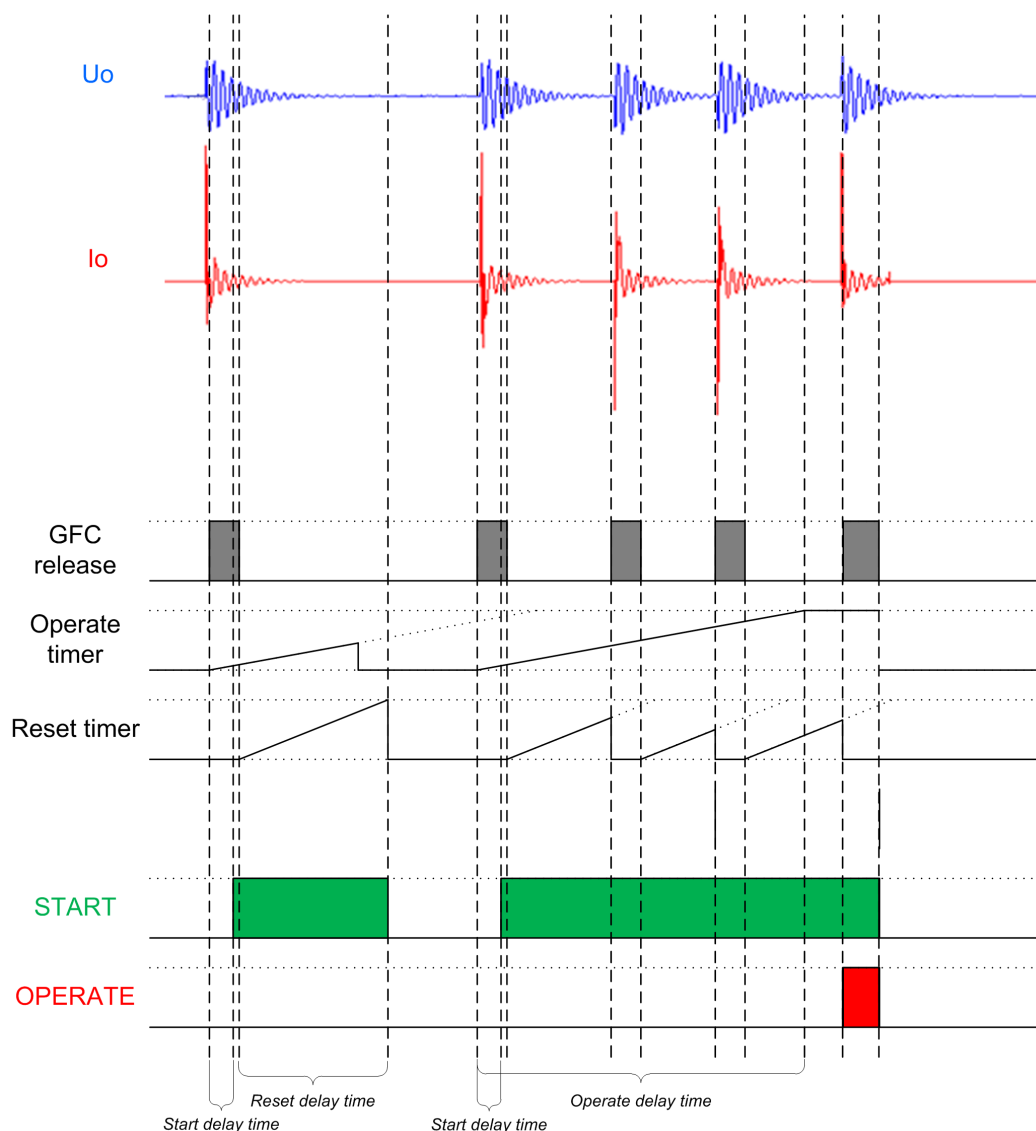 Uo
Io
GFC
release
Operate
timer
Reset timer
START
OPERATE
Reset delay time
Operate delay time
Start delay time
Start delay time